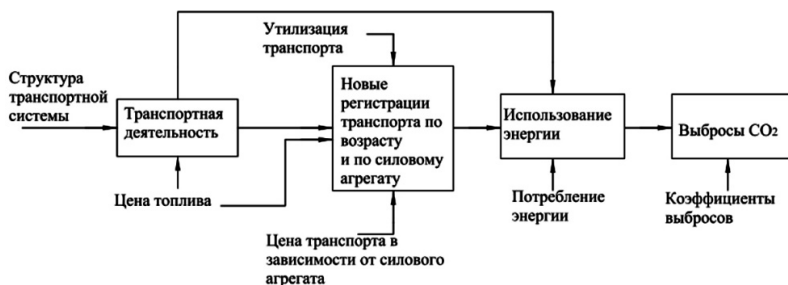 Утилизация
транспорта
Структура
транспортной
системы
Транспортная
деятельность
Новые
регистрации
транспорта по
возрасту
и по силовому
агрегату
Использование
энергии
Выбросы CO₂
Цена топлива
Потребление
энергии
Коэффициенты
выбросов
Цена транспорта в
зависимости от силового
агрегата